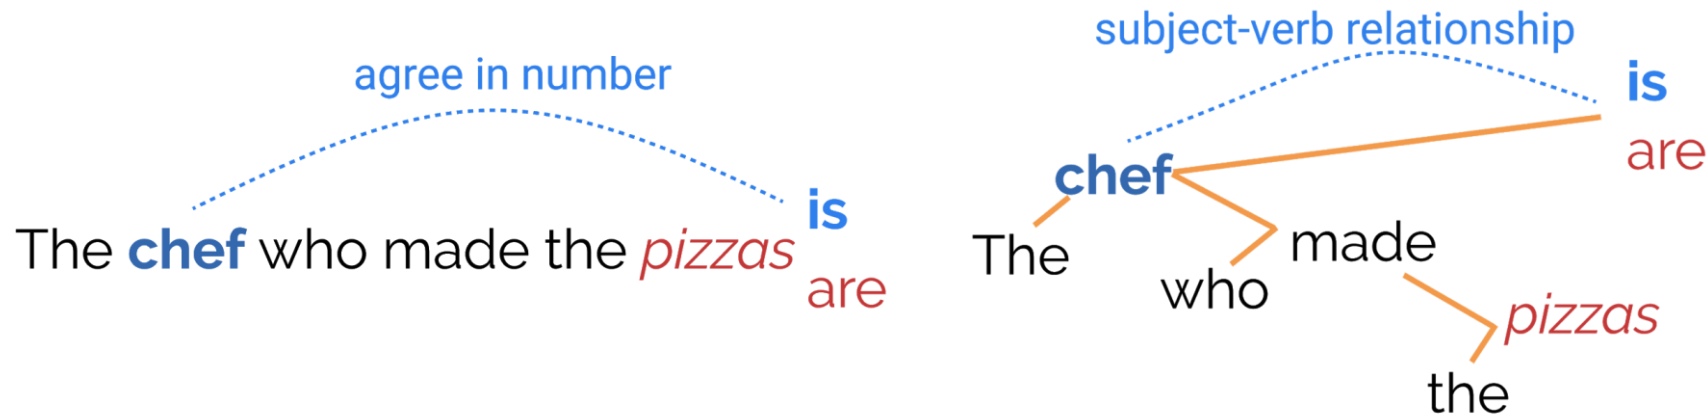 agree in number
The chef who made the pizzas is
are
subject-verb relationship
is
are
chef
The
made
who
pizzas
the